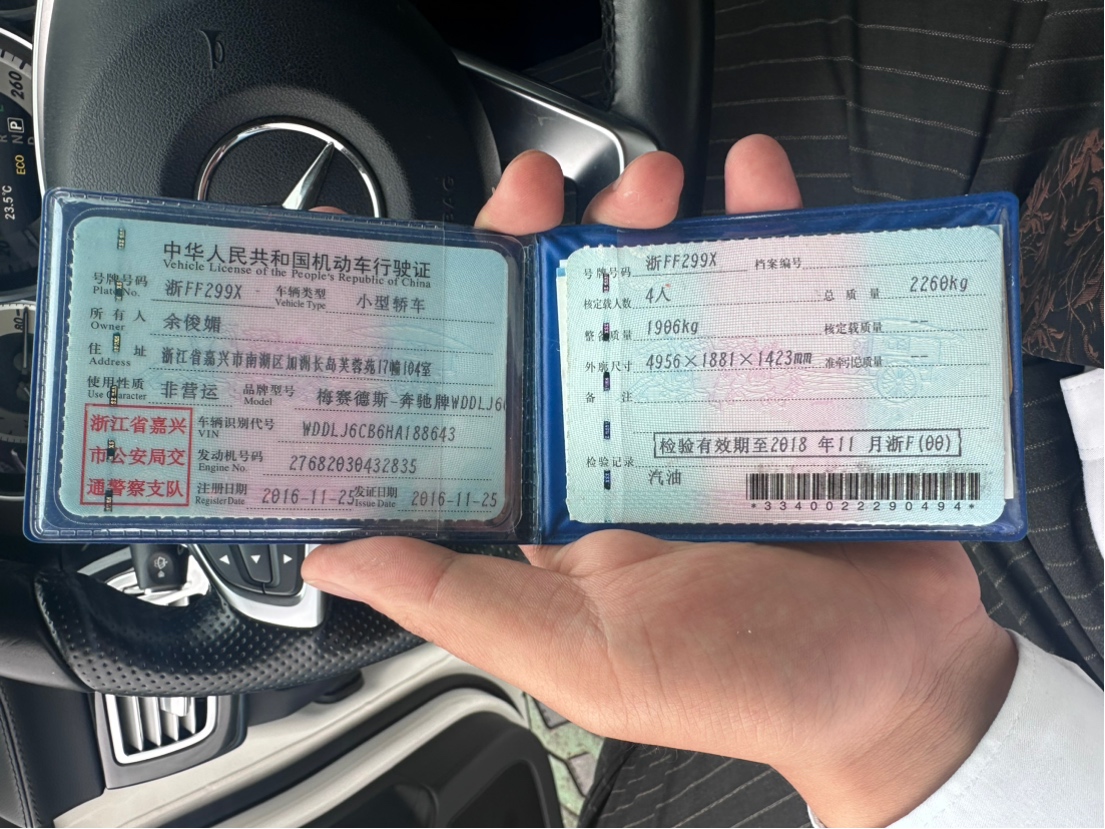 中华人民共和国机动车行驶证
Vehicle License of the People's Republic of China
号牌号码 浙FF299X 车辆类型 小型轿车
Plate No. Vehicle Type
所有人 余俊媚
Owner
住址 浙江省嘉兴市南湖区加洲长岛芙蓉苑17幢104室
Address
使用性质 非营运 品牌型号 梅赛德斯-奔驰牌WDDLJ6
Use Character Model
浙江省嘉兴
市公安局交
通警察支队
车辆识别代号 WDDLJ6CB6HA188643
VIN
发动机号码 27682030432835
Engine No.
注册日期 2016-11-25 发证日期 2016-11-25
Register Date Issue Date
号牌号码 浙FF299X 档案编号
核定载人数 4人 总质量 2260kg
整备质量 1906kg 核定载质量 --
外廓尺寸 4956×1881×1423mm 准牵引总质量 --
备注
检验有效期至2018 年11 月浙F(00)
检验记录
汽油
*3340022290494*
260
N P
ECO
23.5°C
80